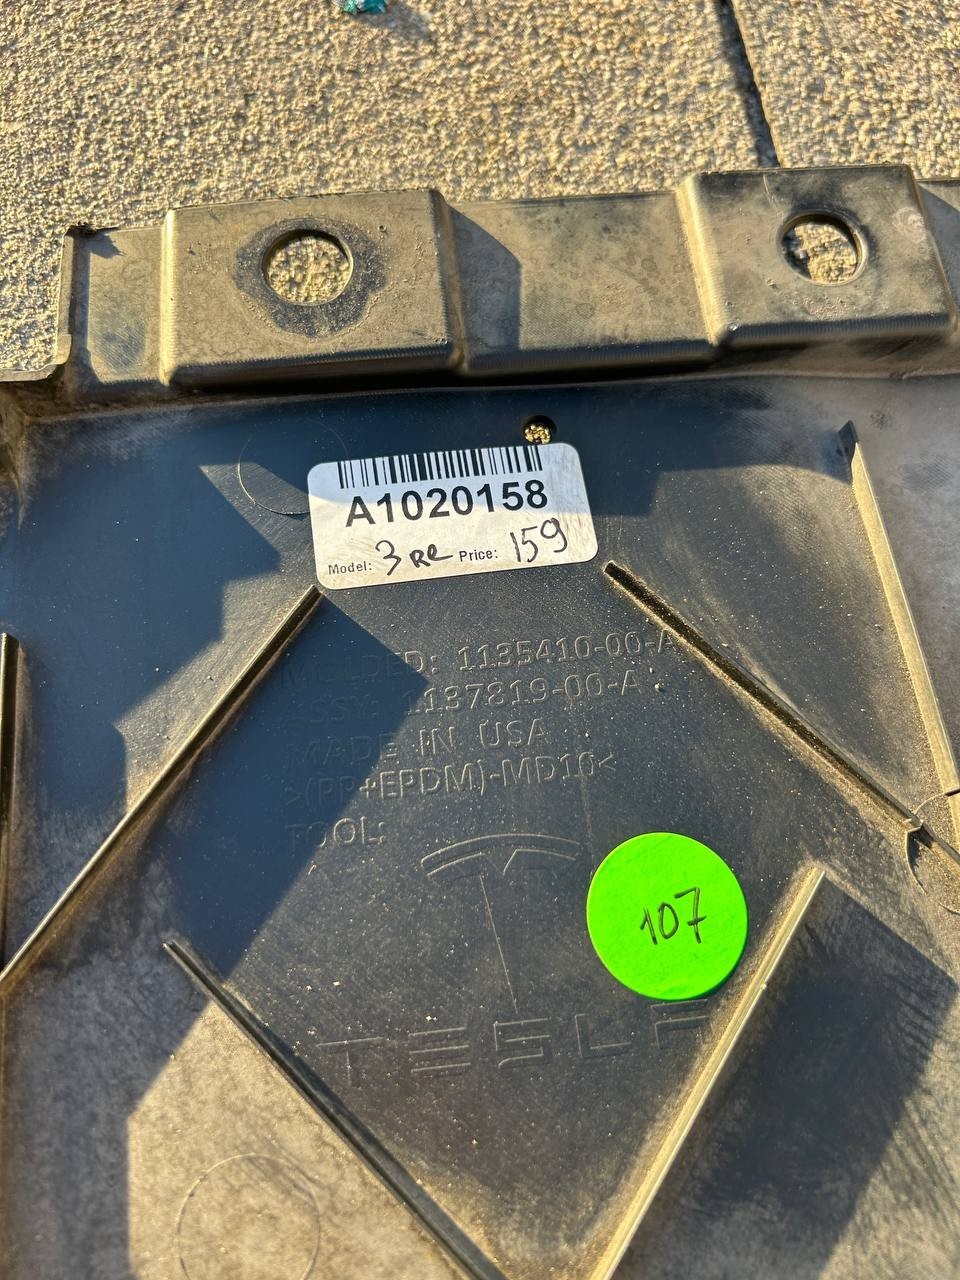 A1020158
Model: 3 RR Price: 159
MOLDED: 1135410-00-A
ASSY: 1137819-00-A
MADE IN USA
>(PP+EPDM)-MD10<
TOOL:
107
TESLA